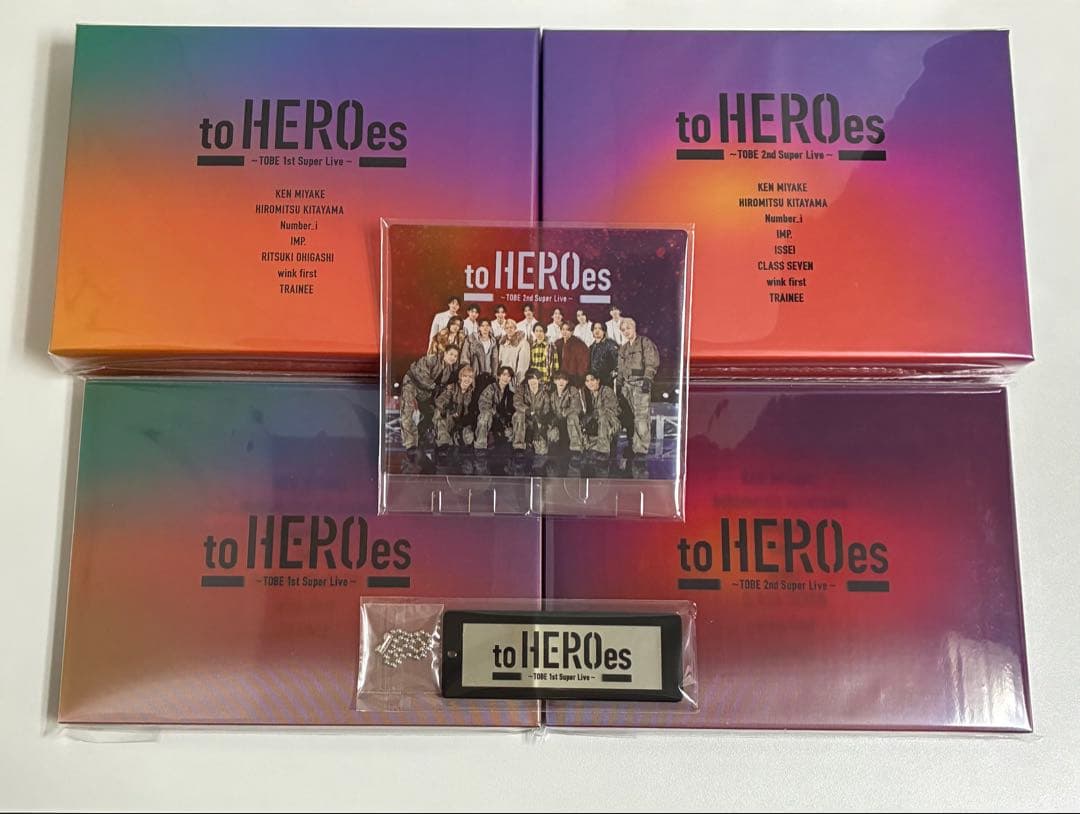 to HEROes
~TOBE 1st Super Live~
KEN MIYAKE
HIROMITSU KITAYAMA
Number_i
IMP.
RITSUKI OHIGASHI
wink first
TRAINEE
to HEROes
~TOBE 2nd Super Live~
KEN MIYAKE
HIROMITSU KITAYAMA
Number_i
IMP.
ISSEI
CLASS SEVEN
wink first
TRAINEE
to HEROes
~TOBE 2nd Super Live~
to HEROes
~TOBE 1st Super Live~
to HEROes
~TOBE 2nd Super Live~
to HEROes
~TOBE 1st Super Live~